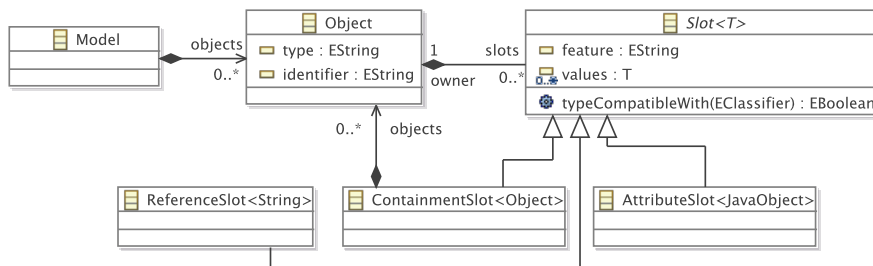 Model
objects
0..*
Object
type : EString
identifier : EString
1
owner
slots
0..*
Slot<T>
feature : EString
values : T
typeCompatibleWith(EClassifier) : EBoolean
0..*
objects
ReferenceSlot<String>
ContainmentSlot<Object>
AttributeSlot<JavaObject>